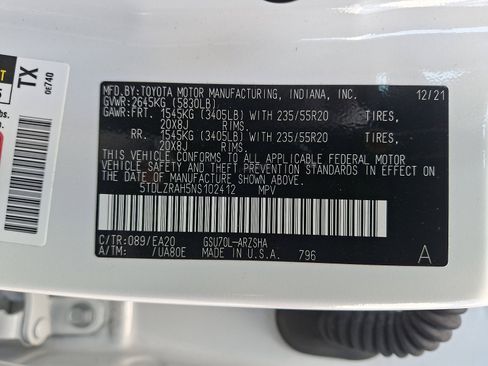 TX
0E740
MFD.BY:TOYOTA MOTOR MANUFACTURING, INDIANA, INC. 12/21
GVWR:2645KG (5830LB)
GAWR:FRT. 1545KG (3405LB) WITH 235/55R20 TIRES,
20X8J RIMS.
RR. 1545KG (3405LB) WITH 235/55R20 TIRES,
20X8J RIMS.
THIS VEHICLE CONFORMS TO ALL APPLICABLE FEDERAL MOTOR
VEHICLE SAFETY AND THEFT PREVENTION STANDARDS IN EFFECT
ON THE DATE OF MANUFACTURE SHOWN ABOVE.
5TDLZRAH5NS102412 MPV
C/TR:089/EA20 GSU70L-ARZSHA
A/TM: /UA80E MADE IN U.S.A. 796 A